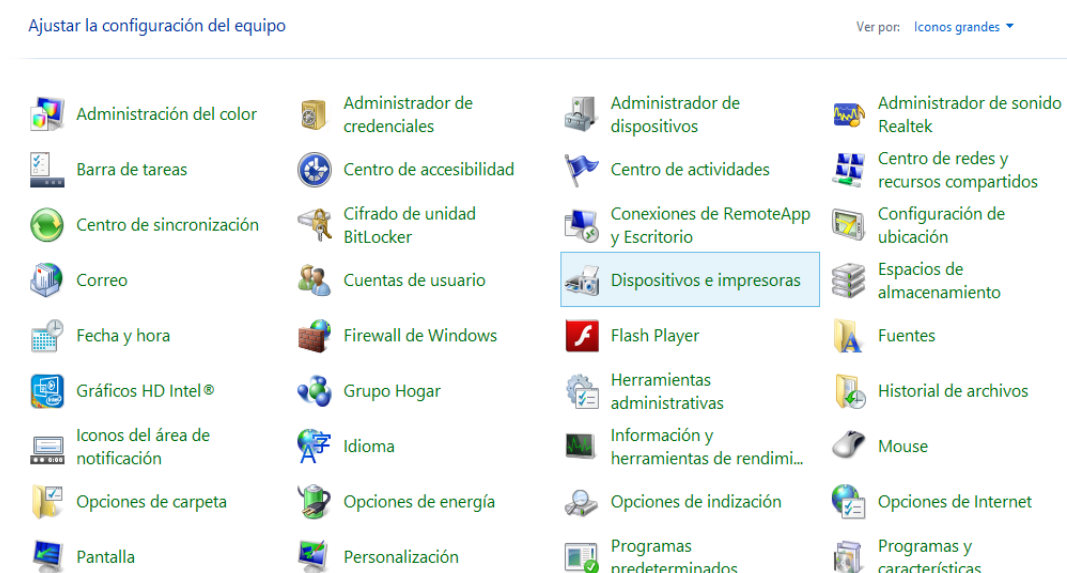 Ajustar la configuración del equipo
Ver por: Iconos grandes
Administración del color
Administrador de
credenciales
Administrador de
dispositivos
Administrador de sonido
Realtek
Barra de tareas
Centro de accesibilidad
Centro de actividades
Centro de redes y
recursos compartidos
Centro de sincronización
Cifrado de unidad
BitLocker
Conexiones de RemoteApp
y Escritorio
Configuración de
ubicación
Correo
Cuentas de usuario
Dispositivos e impresoras
Espacios de
almacenamiento
Fecha y hora
Firewall de Windows
Flash Player
Fuentes
Gráficos HD Intel®
Grupo Hogar
Herramientas
administrativas
Historial de archivos
Iconos del área de
notificación
Idioma
Información y
herramientas de rendimi...
Mouse
Opciones de carpeta
Opciones de energía
Opciones de indización
Opciones de Internet
Pantalla
Personalización
Programas
predeterminados
Programas y
características